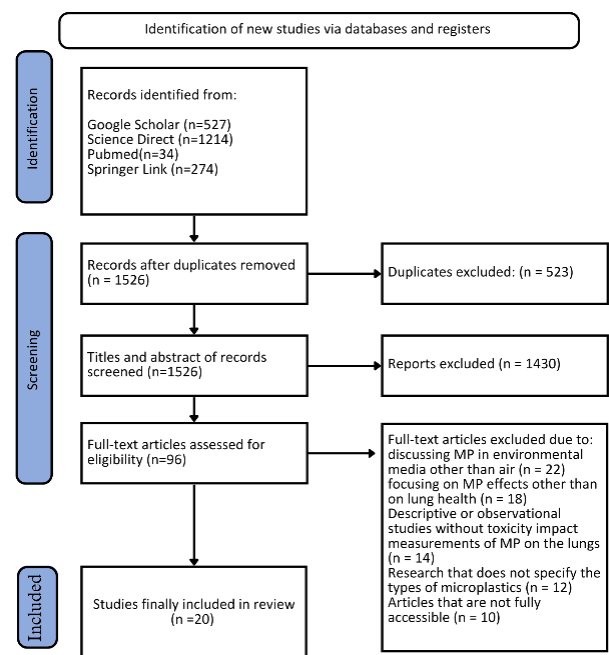 Identification of new studies via databases and registers
Identification
Records identified from:
Google Scholar (n=527)
Science Direct (n=1214)
Pubmed(n=34)
Springer Link (n=274)
Screening
Records after duplicates removed
(n = 1526)
Duplicates excluded: (n = 523)
Titles and abstract of records
screened (n=1526)
Reports excluded (n = 1430)
Full-text articles assessed for
eligibility (n=96)
Full-text articles excluded due to:
discussing MP in environmental
media other than air (n = 22)
focusing on MP effects other than
on lung health (n = 18)
Descriptive or observational
studies without toxicity impact
measurements of MP on the lungs
(n = 14)
Research that does not specify the
types of microplastics (n = 12)
Articles that are not fully
accessible (n = 10)
Included
Studies finally included in review
(n =20)